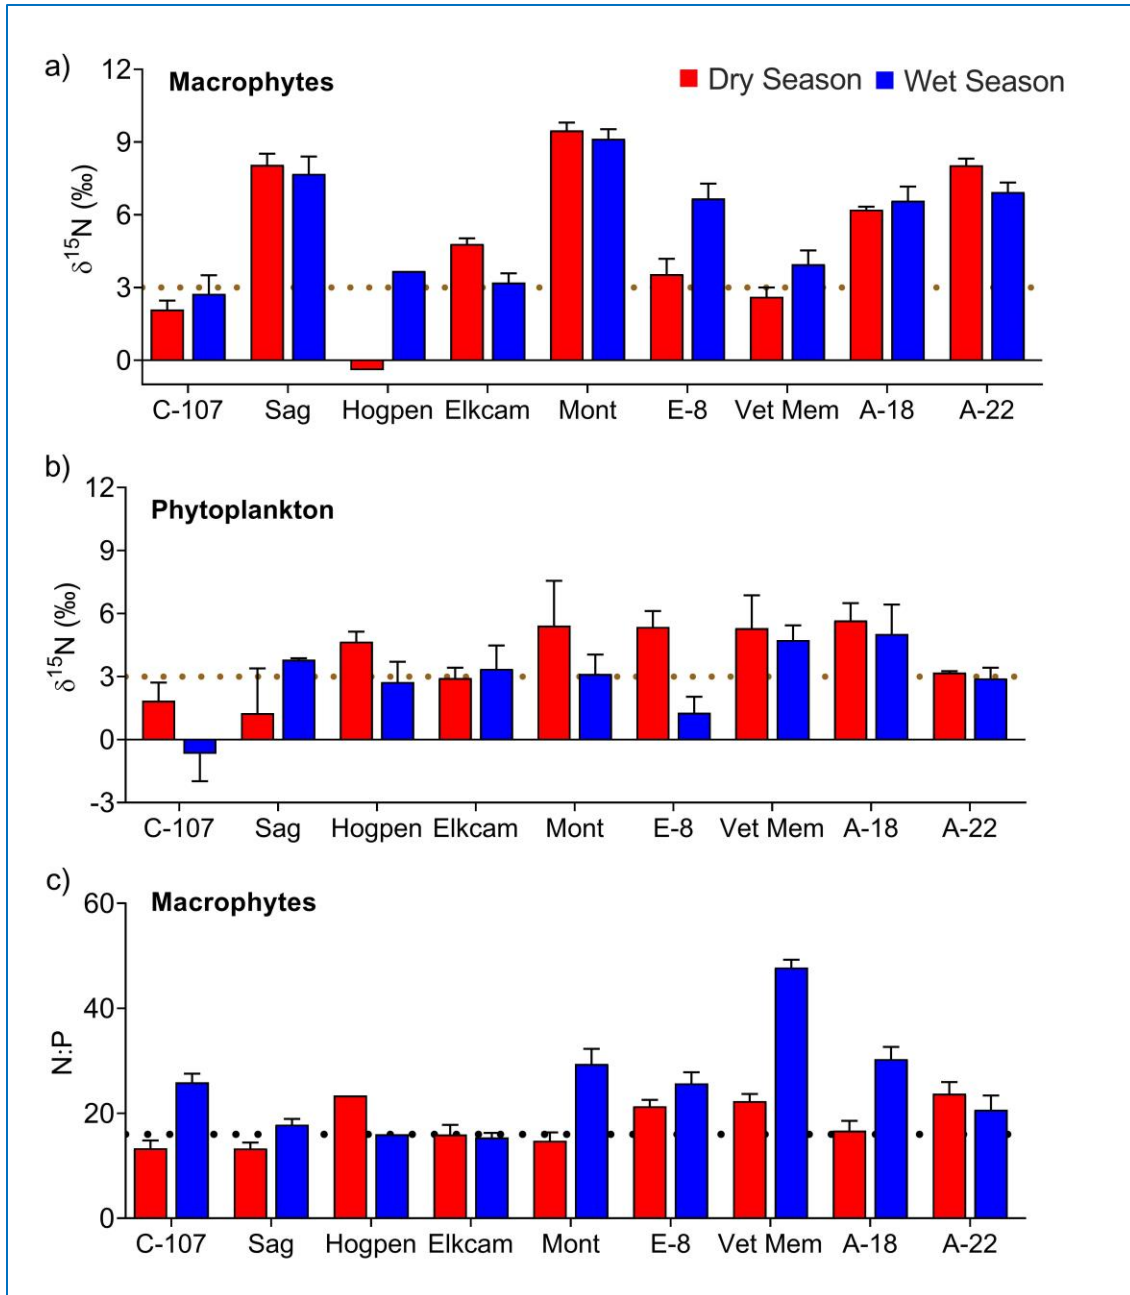 a)
Macrophytes
Dry Season Wet Season
δ15N (‰)
12
9
6
3
0
C-107 Sag Hogpen Elkcam Mont E-8 Vet Mem A-18 A-22
b)
Phytoplankton
δ15N (‰)
12
9
6
3
0
-3
C-107 Sag Hogpen Elkcam Mont E-8 Vet Mem A-18 A-22
c)
Macrophytes
N:P
60
40
20
0
C-107 Sag Hogpen Elkcam Mont E-8 Vet Mem A-18 A-22